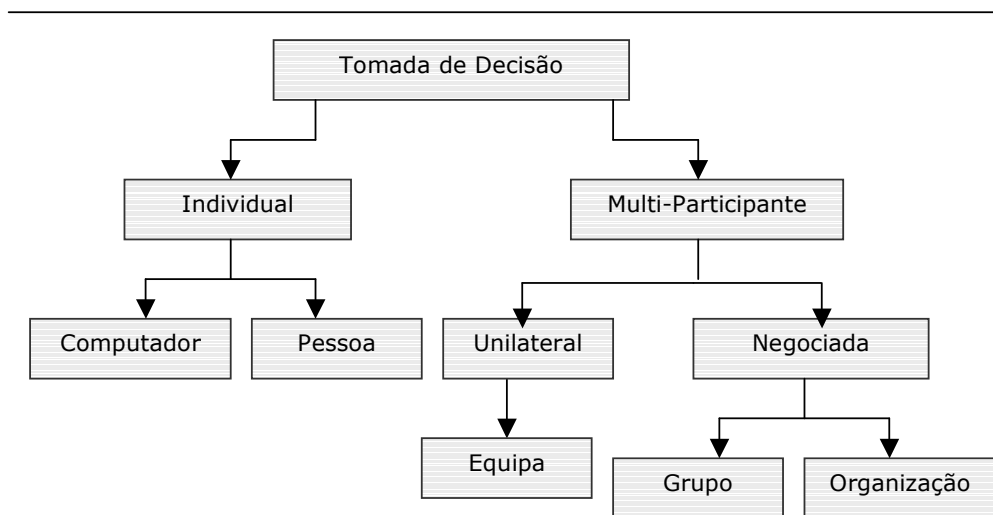 Tomada de Decisão
Individual
Multi-Participante
Computador
Pessoa
Unilateral
Negociada
Equipa
Grupo
Organização